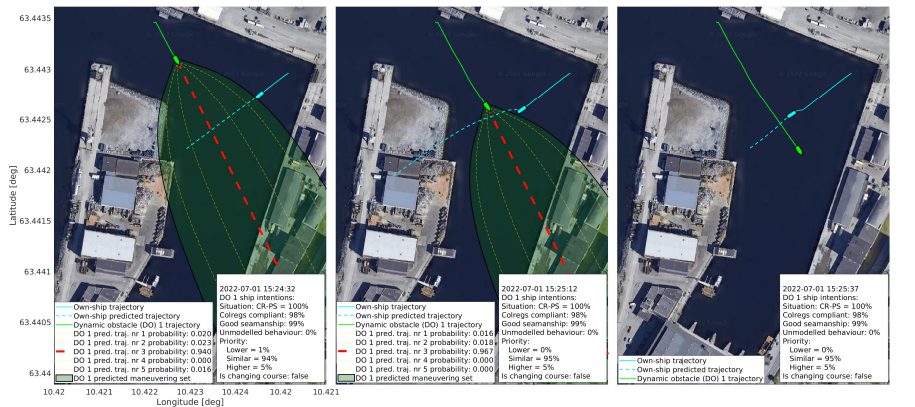 63.4435
63.443
63.4425
63.442
63.4415
63.441
63.4405
63.44
Latitude [deg]
10.42
10.421
10.422
10.423
10.424
10.425
10.426
10.421
Longitude [deg]
Own-ship trajectory
Own-ship predicted trajectory
Dynamic obstacle (DO) 1 trajectory
DO 1 pred. traj. nr 1 probability: 0.020
DO 1 pred. traj. nr 2 probability: 0.023
DO 1 pred. traj. nr 3 probability: 0.940
DO 1 pred. traj. nr 4 probability: 0.000
DO 1 pred. traj. nr 5 probability: 0.016
DO 1 predicted maneuvering set
2022-07-01 15:24:32
DO 1 ship intentions:
Situation: CR-PS = 100%
Colregs compliant: 98%
Good seamanship: 99%
Unmodelled behaviour: 0%
Priority:
Lower = 1%
Similar = 94%
Higher = 5%
Is changing course: false
Own-ship trajectory
Own-ship predicted trajectory
Dynamic obstacle (DO) 1 trajectory
DO 1 pred. traj. nr 1 probability: 0.016
DO 1 pred. traj. nr 2 probability: 0.018
DO 1 pred. traj. nr 3 probability: 0.967
DO 1 pred. traj. nr 4 probability: 0.000
DO 1 pred. traj. nr 5 probability: 0.000
DO 1 predicted maneuvering set
2022-07-01 15:25:12
DO 1 ship intentions:
Situation: CR-PS = 100%
Colregs compliant: 98%
Good seamanship: 99%
Unmodelled behaviour: 0%
Priority:
Lower = 0%
Similar = 95%
Higher = 5%
Is changing course: false
Own-ship trajectory
Own-ship predicted trajectory
Dynamic obstacle (DO) 1 trajectory
2022-07-01 15:25:37
DO 1 ship intentions:
Situation: CR-PS = 100%
Colregs compliant: 98%
Good seamanship: 99%
Unmodelled behaviour: 0%
Priority:
Lower = 0%
Similar = 95%
Higher = 5%
Is changing course: false